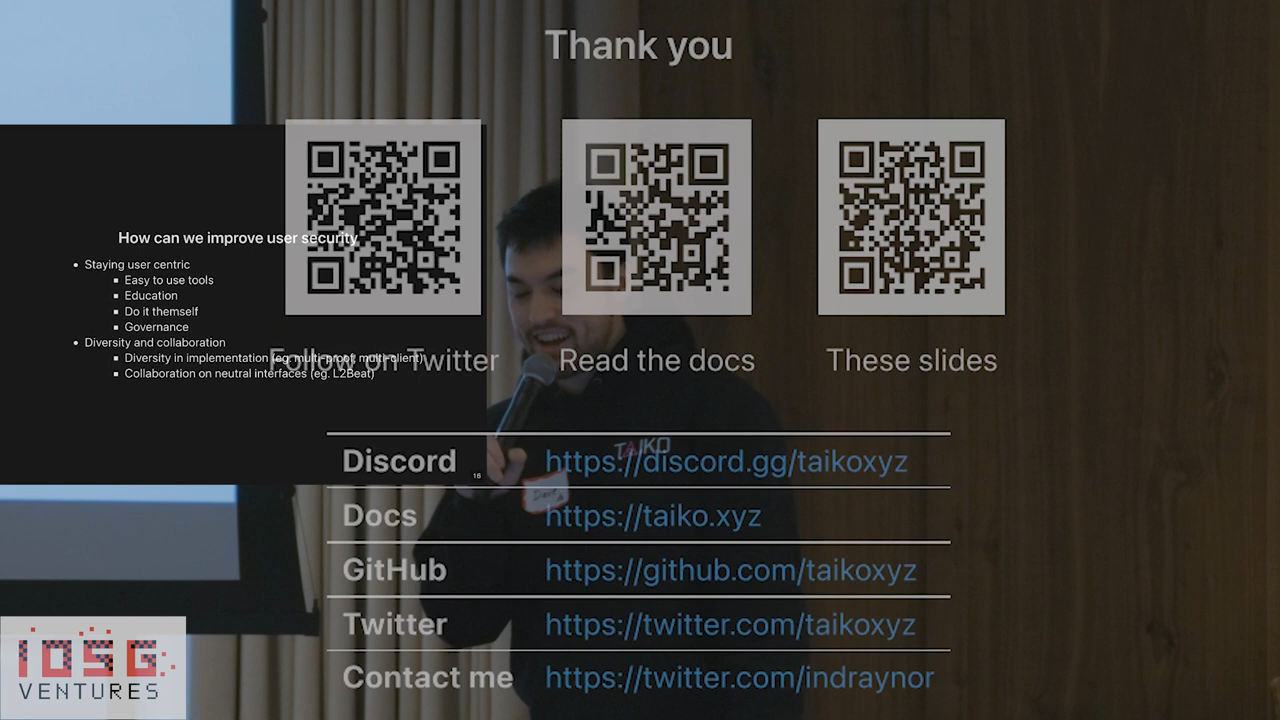 Thank you
How can we improve user security
• Staying user centric
▪ Easy to use tools
▪ Education
▪ Do it themself
▪ Governance
• Diversity and collaboration
▪ Diversity in implementation (eg. multi-proof, multi-client)
▪ Collaboration on neutral interfaces (eg. L2Beat)
16
Follow on Twitter
Read the docs
These slides
TAIKO
Discord https://discord.gg/taikoxyz
Docs https://taiko.xyz
GitHub https://github.com/taikoxyz
Twitter https://twitter.com/taikoxyz
Contact me https://twitter.com/indraynor
IOSG
VENTURES